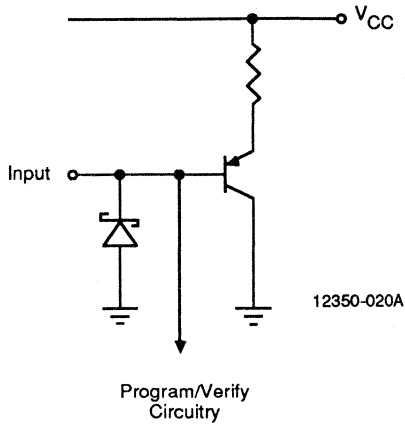 VCC
Input
12350-020A
Program/Verify
Circuitry